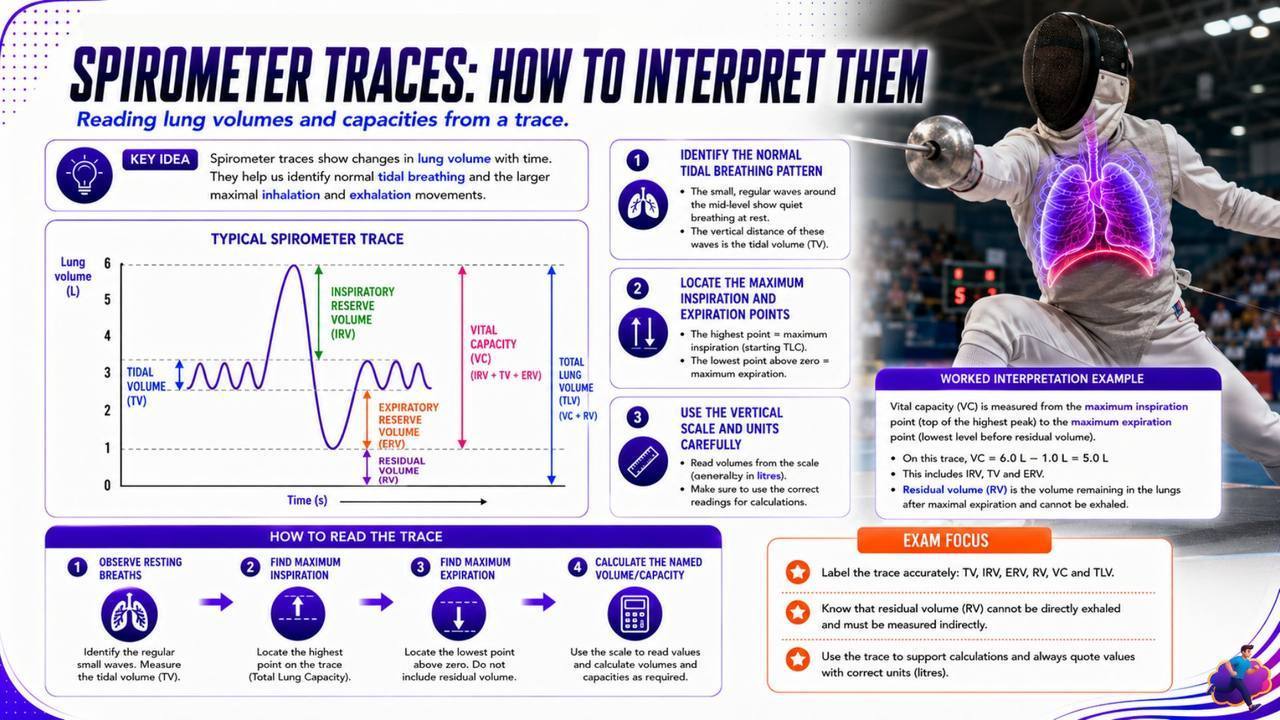 SPIROMETER TRACES: HOW TO INTERPRET THEM
Reading lung volumes and capacities from a trace.
KEY IDEA
Spirometer traces show changes in lung volume with time.
They help us identify normal tidal breathing and the larger
maximal inhalation and exhalation movements.
TYPICAL SPIROMETER TRACE
Lung
volume
(L)
6
5
4
3
2
1
0
TIDAL
VOLUME
(TV)
INSPIRATORY
RESERVE
VOLUME
(IRV)
EXPIRATORY
RESERVE
VOLUME
(ERV)
RESIDUAL
VOLUME
(RV)
VITAL
CAPACITY
(VC)
(IRV + TV + ERV)
TOTAL
LUNG
VOLUME
(TLV)
(VC + RV)
Time (s)
1
IDENTIFY THE NORMAL
TIDAL BREATHING PATTERN
• The small, regular waves around
the mid-level show quiet
breathing at rest.
• The vertical distance of these
waves is the tidal volume (TV).
2
LOCATE THE MAXIMUM
INSPIRATION AND
EXPIRATION POINTS
• The highest point = maximum
inspiration (starting TLC).
• The lowest point above zero =
maximum expiration.
3
USE THE VERTICAL
SCALE AND UNITS
CAREFULLY
• Read volumes from the scale
(generally in litres).
• Make sure to use the correct
readings for calculations.
5
WORKED INTERPRETATION EXAMPLE
Vital capacity (VC) is measured from the maximum inspiration
point (top of the highest peak) to the maximum expiration
point (lowest level before residual volume).
• On this trace, VC = 6.0 L – 1.0 L = 5.0 L
• This includes IRV, TV and ERV.
• Residual volume (RV) is the volume remaining in the lungs
after maximal expiration and cannot be exhaled.
HOW TO READ THE TRACE
1 OBSERVE RESTING
BREATHS
Identify the regular
small waves. Measure
the tidal volume (TV).
2 FIND MAXIMUM
INSPIRATION
Locate the highest
point on the trace
(Total Lung Capacity).
3 FIND MAXIMUM
EXPIRATION
Locate the lowest point
above zero. Do not
include residual volume.
4 CALCULATE THE NAMED
VOLUME/CAPACITY
Use the scale to read values
and calculate volumes and
capacities as required.
EXAM FOCUS
Label the trace accurately: TV, IRV, ERV, RV, VC and TLV.
Know that residual volume (RV) cannot be directly exhaled
and must be measured indirectly.
Use the trace to support calculations and always quote values
with correct units (litres).